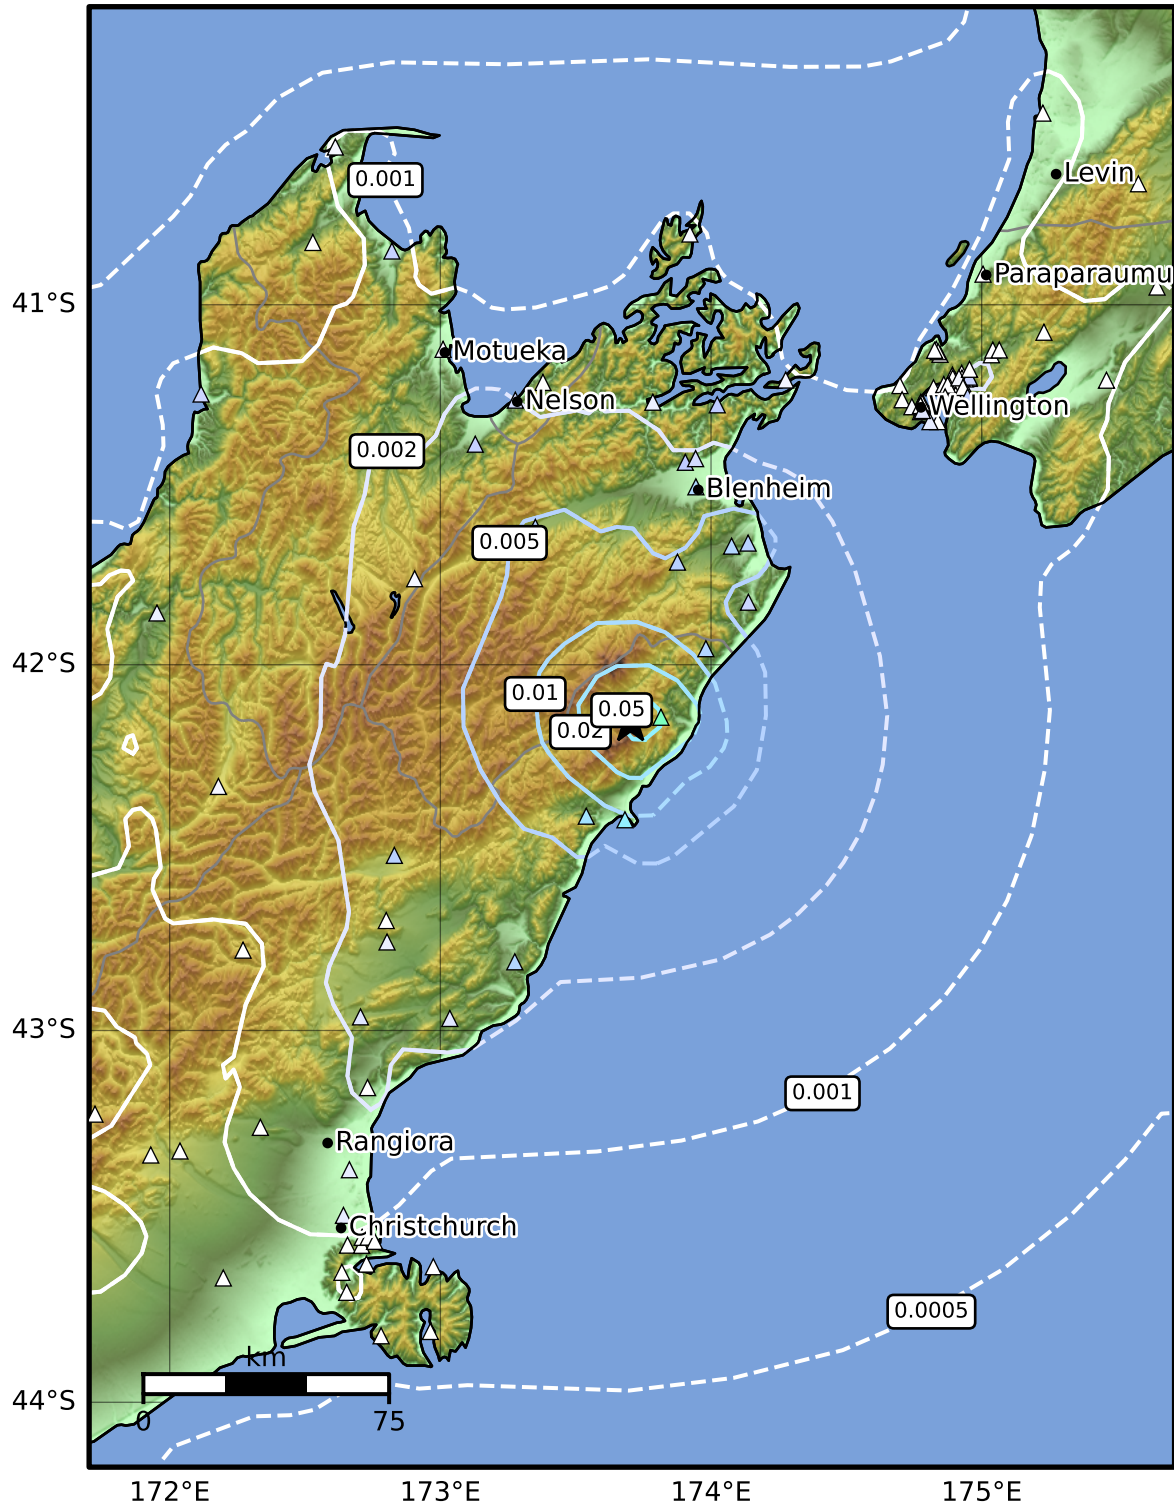 0.001
Levin
Paraparaumu
41°S
Motueka
Nelson
Wellington
0.002
Blenheim
0.005
42°S
0.01
0.05
0.02
43°S
0.001
Rangiora
Christchurch
0.0005
km
44°S
0
75
172°E
173°E
174°E
175°E